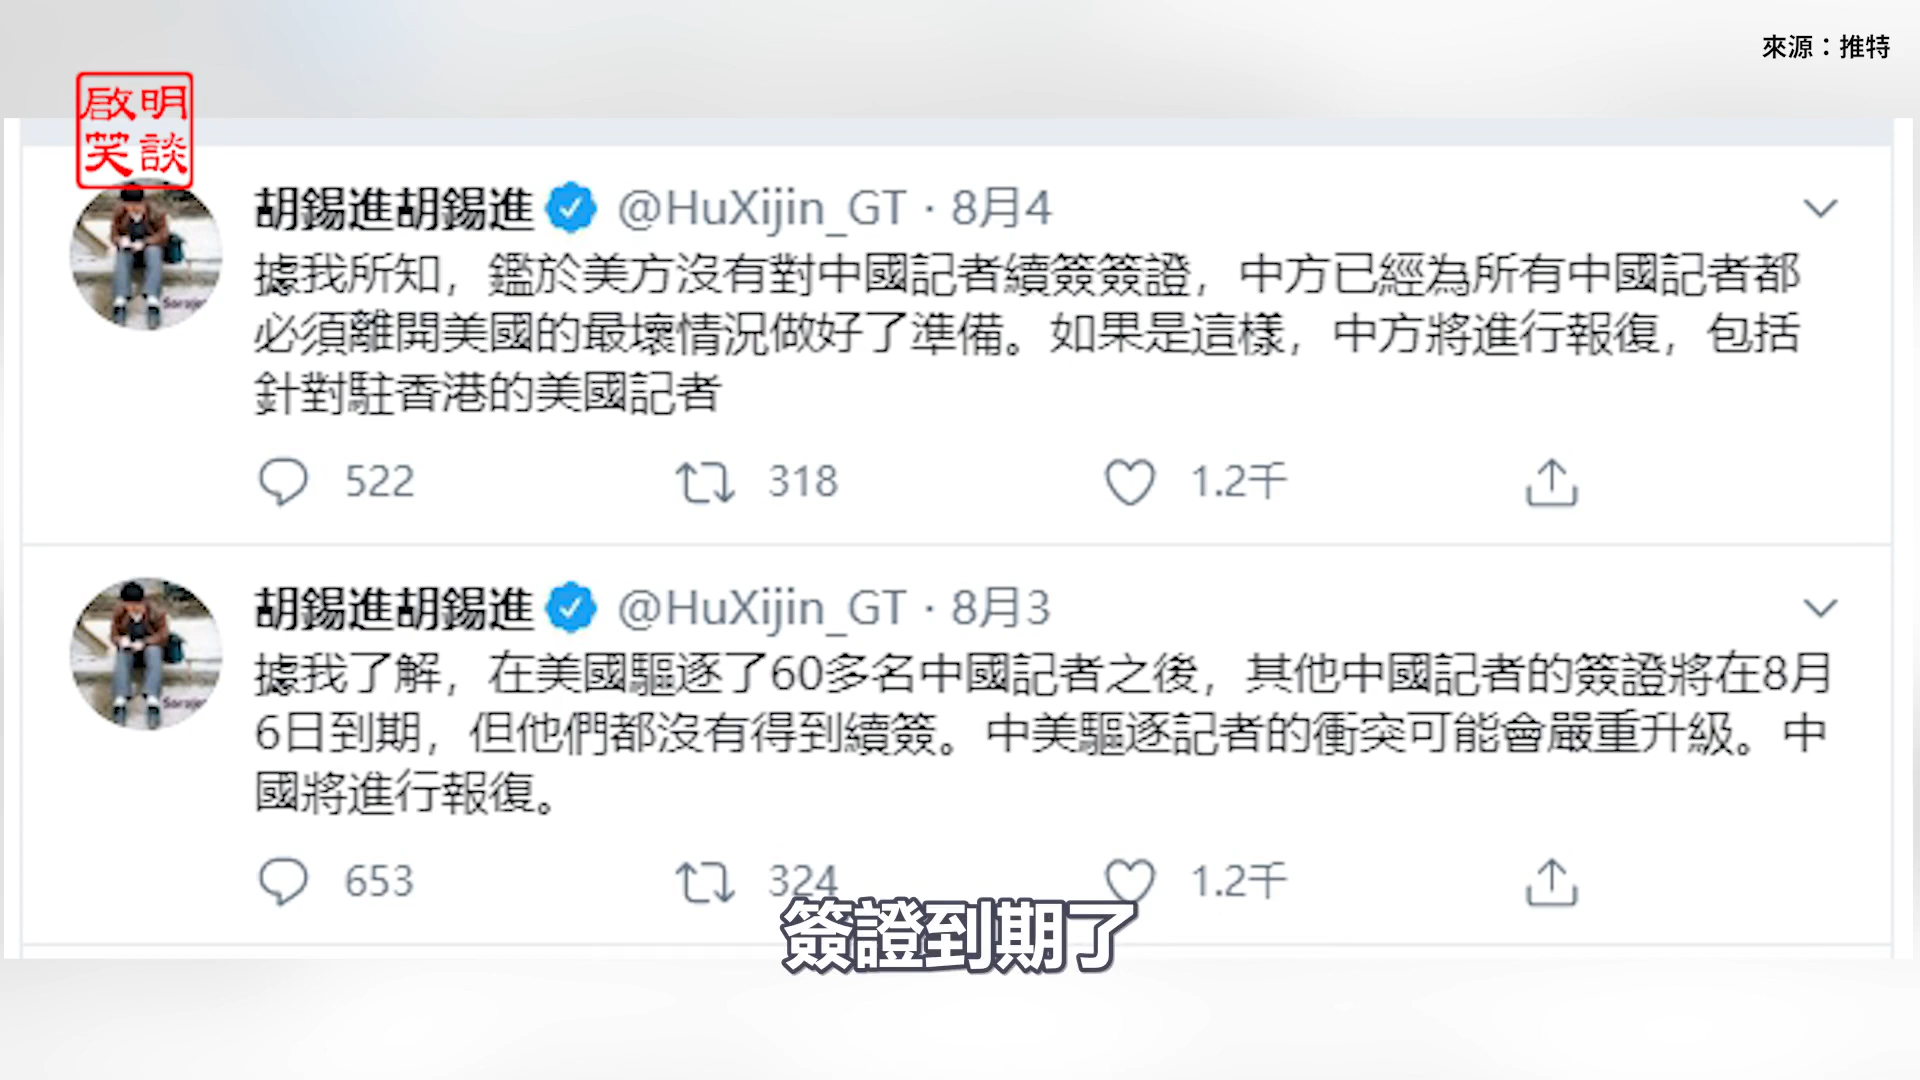 來源：推特
啟明
笑談
胡錫進胡錫進 @HuXijin_GT · 8月4
據我所知，鑑於美方沒有對中國記者續簽簽證，中方已經為所有中國記者都
必須離開美國的最壞情況做好了準備。如果是這樣，中方將進行報復，包括
針對駐香港的美國記者
522 318 1.2千
胡錫進胡錫進 @HuXijin_GT · 8月3
據我了解，在美國驅逐了60多名中國記者之後，其他中國記者的簽證將在8月
6日到期，但他們都沒有得到續簽。中美驅逐記者的衝突可能會嚴重升級。中
國將進行報復。
653 324 1.2千
簽證到期了